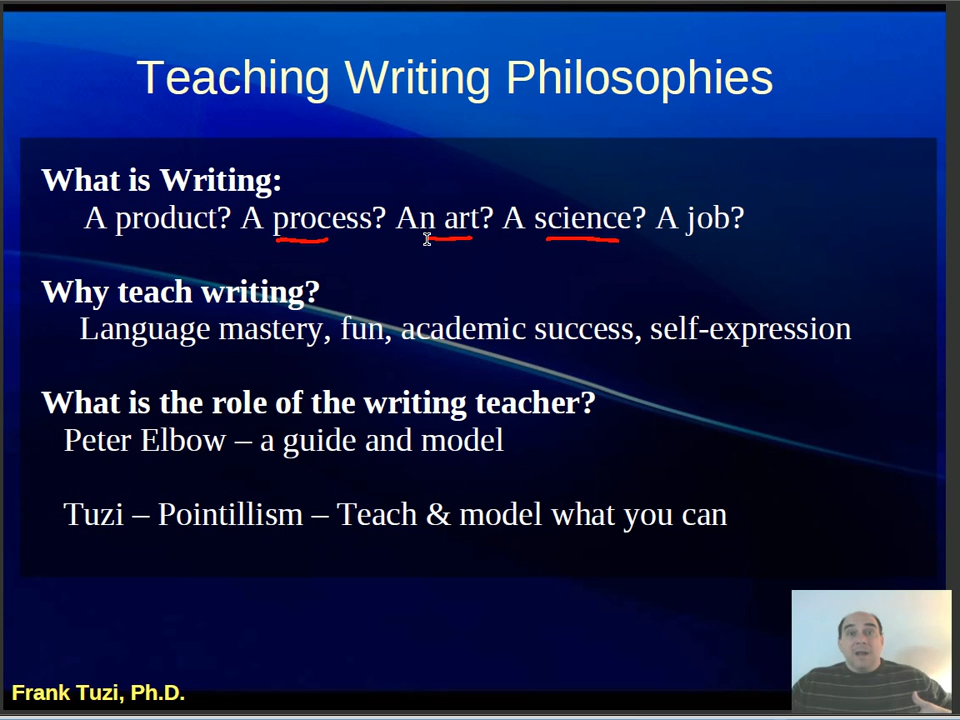 Teaching Writing Philosophies
What is Writing:
A product? A process? An art? A science? A job?
Why teach writing?
Language mastery, fun, academic success, self-expression
What is the role of the writing teacher?
Peter Elbow – a guide and model
Tuzi – Pointillism – Teach & model what you can
Frank Tuzi, Ph.D.